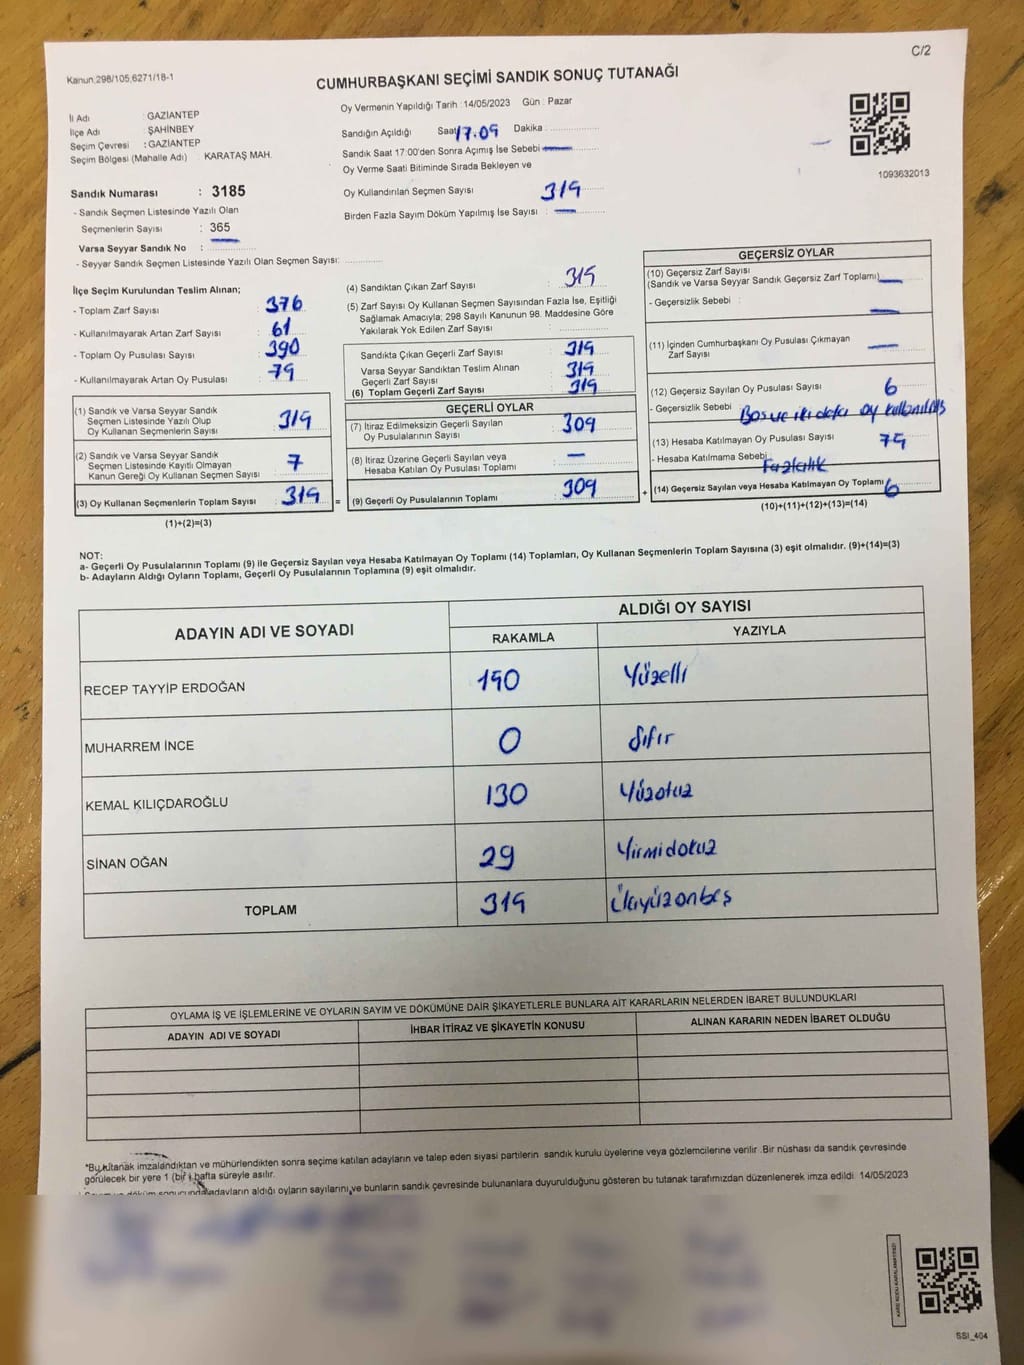 C/2
Kanun,298/105,6271/18-1
CUMHURBAŞKANI SEÇİMİ SANDIK SONUÇ TUTANAĞI
İl Adı : GAZİANTEP
İlçe Adı : ŞAHİNBEY
Seçim Çevresi : GAZİANTEP
Seçim Bölgesi (Mahalle Adı) : KARATAŞ MAH.
Sandık Numarası : 3185
- Sandık Seçmen Listesinde Yazılı Olan
Seçmenlerin Sayısı : 365
Varsa Seyyar Sandık No :
- Seyyar Sandık Seçmen Listesinde Yazılı Olan Seçmen Sayısı:
Oy Vermenin Yapıldığı Tarih : 14/05/2023 Gün : Pazar
Sandığın Açıldığı Saat 17.09 Dakika :
Sandık Saat 17:00'den Sonra Açımış İse Sebebi
Oy Verme Saati Bitiminde Sırada Bekleyen ve
Oy Kullandırılan Seçmen Sayısı 319
Birden Fazla Sayım Döküm Yapılmış İse Sayısı : —
1093632013
İlçe Seçim Kurulundan Teslim Alınan;
- Toplam Zarf Sayısı : 376
- Kullanılmayarak Artan Zarf Sayısı : 61
- Toplam Oy Pusulası Sayısı : 390
- Kullanılmayarak Artan Oy Pusulası : 79
(1) Sandık ve Varsa Seyyar Sandık
Seçmen Listesinde Yazılı Olup
Oy Kullanan Seçmenlerin Sayısı : 319
(2) Sandık ve Varsa Seyyar Sandık
Seçmen Listesinde Kayıtlı Olmayan
Kanun Gereği Oy Kullanan Seçmen Sayısı : 7
(3) Oy Kullanan Seçmenlerin Toplam Sayısı : 319 =
(1)+(2)=(3)
(4) Sandıktan Çıkan Zarf Sayısı : 319
(5) Zarf Sayısı Oy Kullanan Seçmen Sayısından Fazla İse, Eşitliği
Sağlamak Amacıyla; 298 Sayılı Kanunun 98. Maddesine Göre
Yakılarak Yok Edilen Zarf Sayısı :
Sandıkta Çıkan Geçerli Zarf Sayısı : 319
Varsa Seyyar Sandıktan Teslim Alınan
Geçerli Zarf Sayısı : 319
(6) Toplam Geçerli Zarf Sayısı : 319
GEÇERLİ OYLAR
(7) İtiraz Edilmeksizin Geçerli Sayılan
Oy Pusulalarının Sayısı : 309
(8) İtiraz Üzerine Geçerli Sayılan veya
Hesaba Katılan Oy Pusulası Toplamı : —
(9) Geçerli Oy Pusulalarının Toplamı : 309 +
GEÇERSİZ OYLAR
(10) Geçersiz Zarf Sayısı
(Sandık ve Varsa Seyyar Sandık Geçersiz Zarf Toplamı) —
- Geçersizlik Sebebi : —
(11) İçinden Cumhurbaşkanı Oy Pusulası Çıkmayan
Zarf Sayısı —
(12) Geçersiz Sayılan Oy Pusulası Sayısı 6
- Geçersizlik Sebebi oy kullanılmış
(13) Hesaba Katılmayan Oy Pusulası Sayısı 79
- Hesaba Katılmama Sebebi
Fazlalık
(14) Geçersiz Sayılan veya Hesaba Katılmayan Oy Toplamı 6
(10)+(11)+(12)+(13)=(14)
NOT:
a- Geçerli Oy Pusulalarının Toplamı (9) ile Geçersiz Sayılan veya Hesaba Katılmayan Oy Toplamı (14) Toplamları, Oy Kullanan Seçmenlerin Toplam Sayısına (3) eşit olmalıdır. (9)+(14)=(3)
b- Adayların Aldığı Oyların Toplamı, Geçerli Oy Pusulalarının Toplamına (9) eşit olmalıdır.
ADAYIN ADI VE SOYADI
ALDIĞI OY SAYISI
RAKAMLA YAZIYLA
RECEP TAYYİP ERDOĞAN 150 Yüzelli
MUHARREM İNCE 0 Sıfır
KEMAL KILIÇDAROĞLU 130 Yüzotuz
SİNAN OĞAN 29 Yirmidokuz
TOPLAM 319 Üçyüzonbeş
OYLAMA İŞ VE İŞLEMLERİNE VE OYLARIN SAYIM VE DÖKÜMÜNE DAİR ŞİKAYETLERLE BUNLARA AİT KARARLARIN NELERDEN İBARET BULUNDUKLARI
ADAYIN ADI VE SOYADI İHBAR İTİRAZ VE ŞİKAYETİN KONUSU ALINAN KARARIN NEDEN İBARET OLDUĞU
*Bu tutanak imzalandıktan ve mühürlendikten sonra seçime katılan adayların ve talep eden siyasi partilerin sandık kurulu üyelerine veya gözlemcilerine verilir .Bir nüshası da sandık çevresinde
görülecek bir yere 1 (bir ) hafta süreyle asılır.
adayların aldığı oyların sayılarını ve bunların sandık çevresinde bulunanlara duyurulduğunu gösteren bu tutanak tarafımızdan düzenlenerek imza edildi 14/05/2023
SSI_464